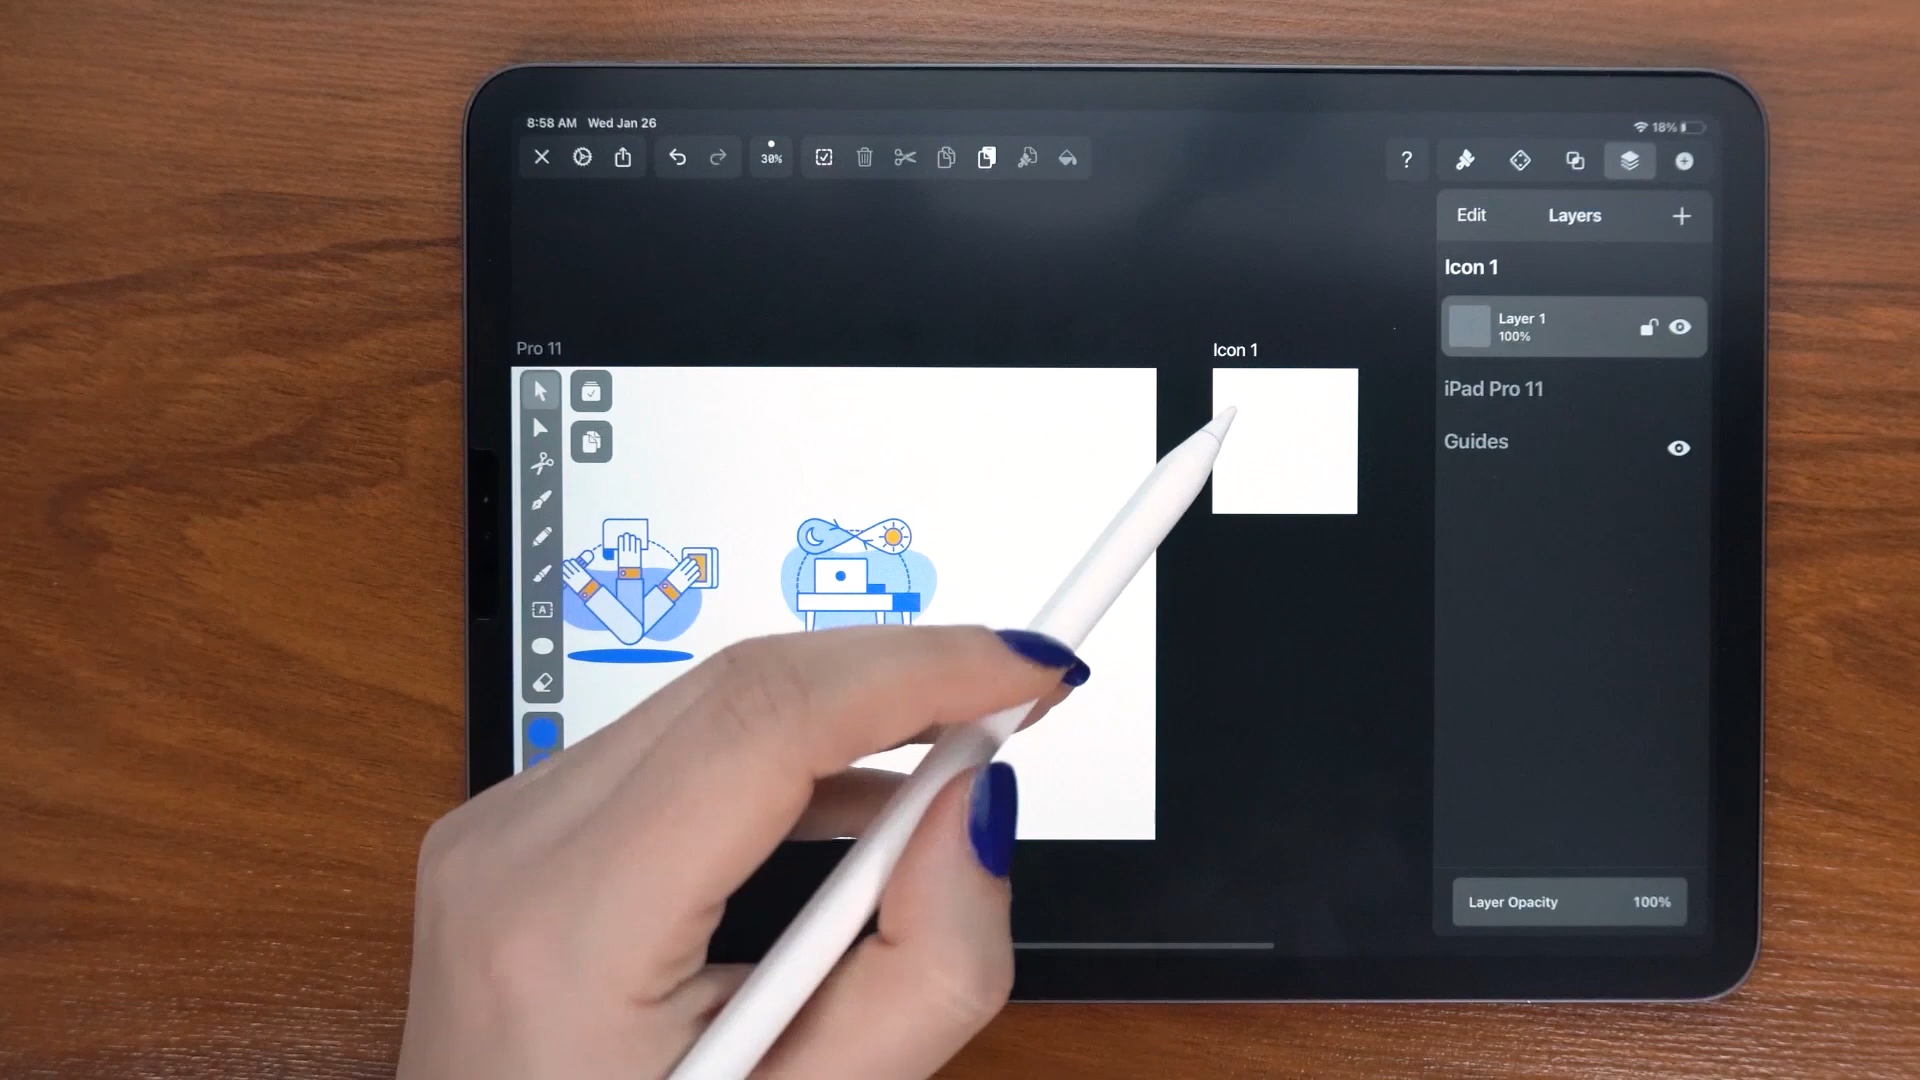 8:58 AM Wed Jan 26
18%
30%
?
Edit Layers +
Icon 1
Layer 1
100%
iPad Pro 11
Guides
Pro 11
Icon 1
A
Layer Opacity 100%